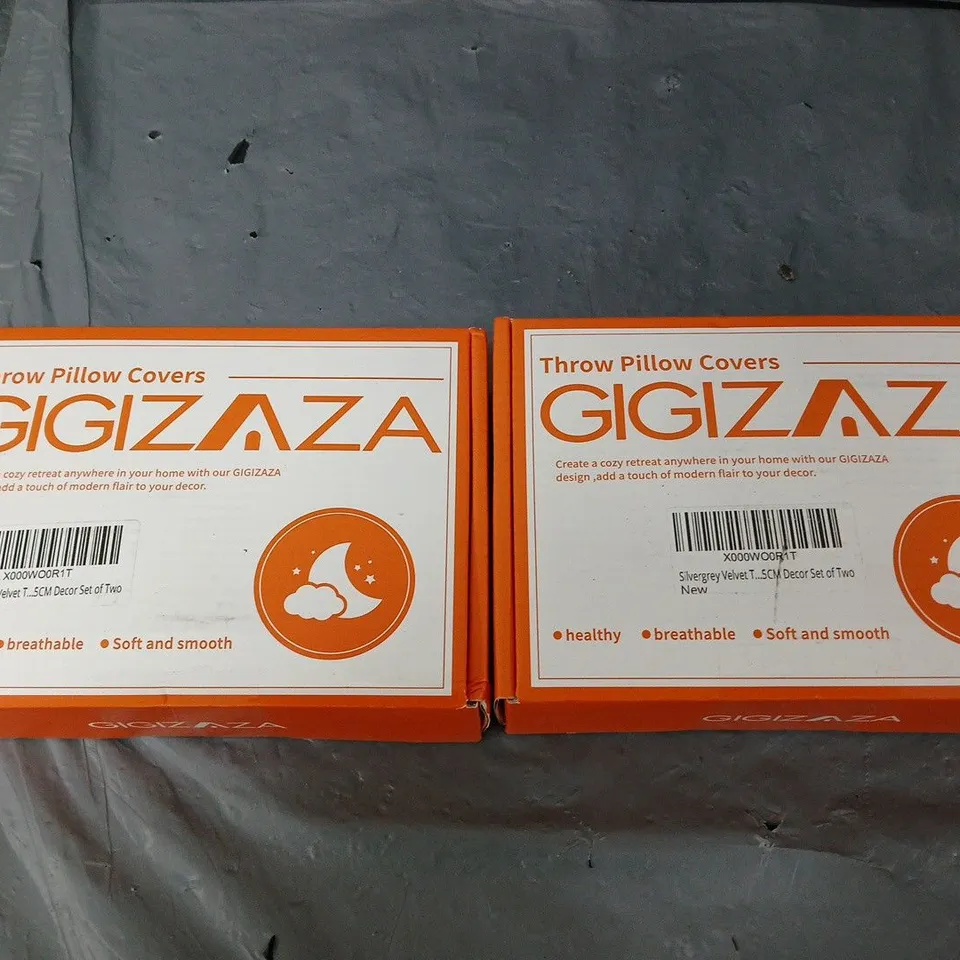 row Pillow Covers
GIGIZAZA
cozy retreat anywhere in your home with our GIGIZAZA
add a touch of modern flair to your decor.
X000WO0R1T
Velvet T...5CM Decor Set of Two
breathable • Soft and smooth
GIGIZAZA
Throw Pillow Covers
GIGIZAZ
Create a cozy retreat anywhere in your home with our GIGIZAZA
design ,add a touch of modern flair to your decor.
X000WO0R1T
Silvergrey Velvet T...5CM Decor Set of Two
New
• healthy • breathable • Soft and smooth
GIGIZAZA